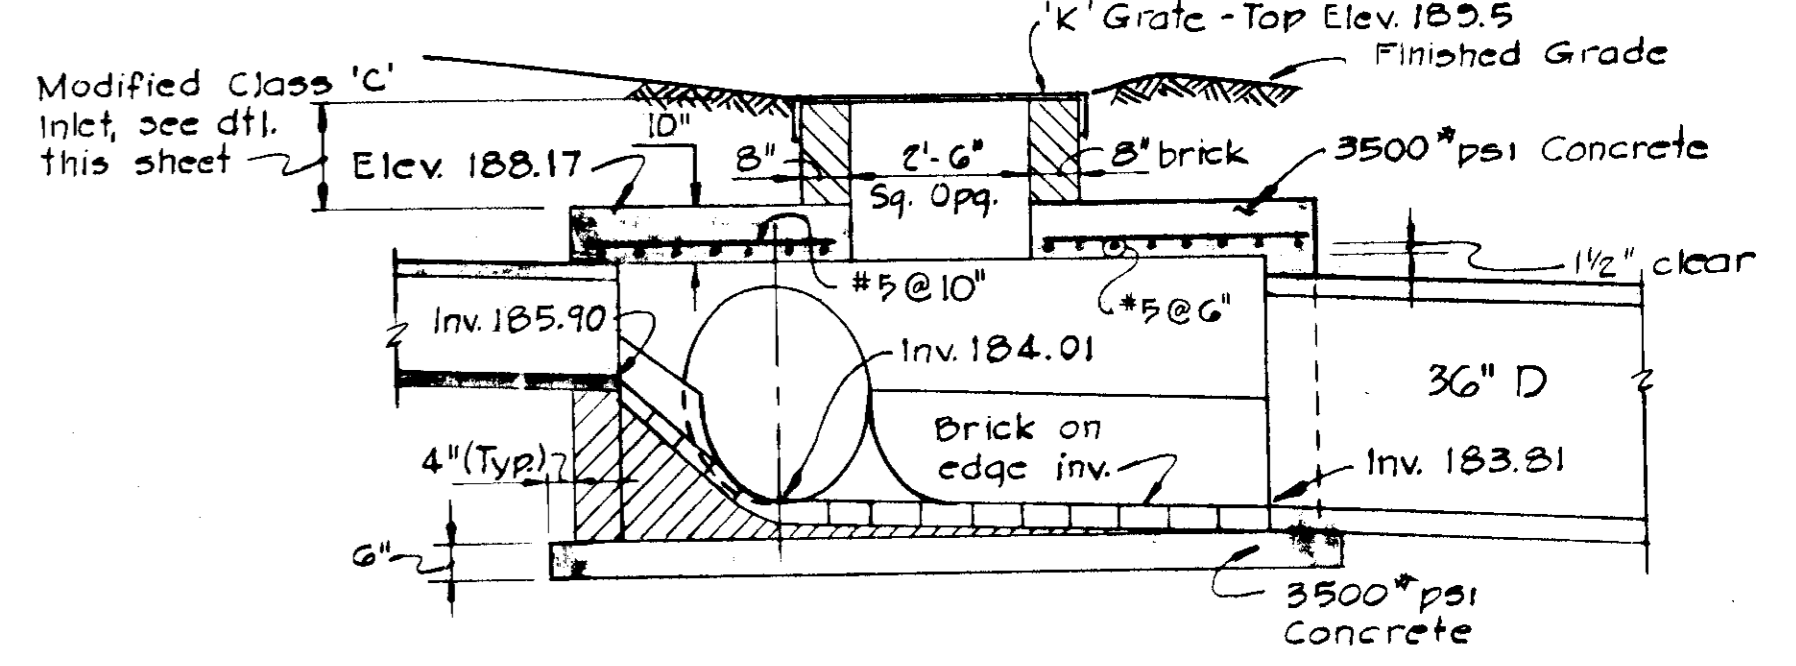 'K' Grate - Top Elev. 189.5
Finished Grade
Modified Class 'C'
Inlet, see dtl.
this sheet
10"
Elev. 188.17
8"
2'-6"
Sq. Opg.
8" brick
3500 # psi Concrete
1½" clear
#5@10"
#5@6"
Inv. 185.90
Inv. 184.01
36" D
Brick on
edge inv.
Inv. 183.81
4" (Typ.)
6"
3500 # psi
Concrete